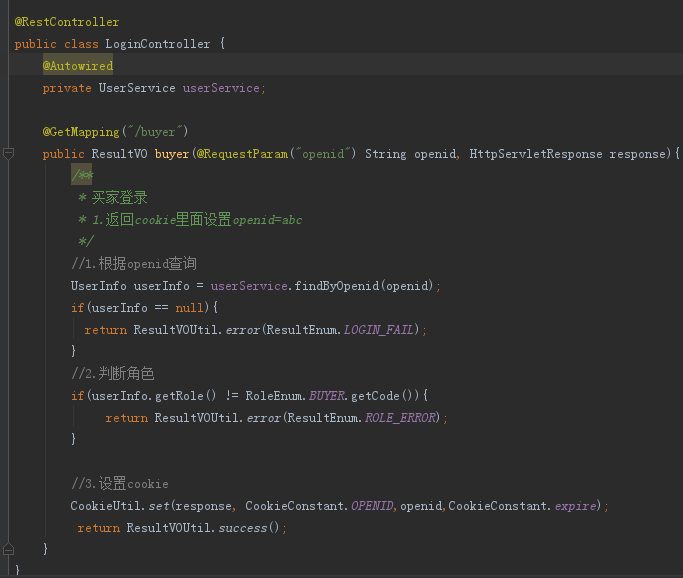 @RestController
public class LoginController {
@Autowired
private UserService userService;
@GetMapping("/buyer")
public ResultVO buyer(@RequestParam("openid") String openid, HttpServletResponse response){
/**
* 买家登录
* 1.返回cookie里面设置openid=abc
*/
//1.根据openid查询
UserInfo userInfo = userService.findByOpenid(openid);
if(userInfo == null){
return ResultVOUtil.error(ResultEnum.LOGIN_FAIL);
}
//2.判断角色
if(userInfo.getRole() != RoleEnum.BUYER.getCode()){
return ResultVOUtil.error(ResultEnum.ROLE_ERROR);
}
//3.设置cookie
CookieUtil.set(response, CookieConstant.OPENID,openid,CookieConstant.expire);
return ResultVOUtil.success();
}
}